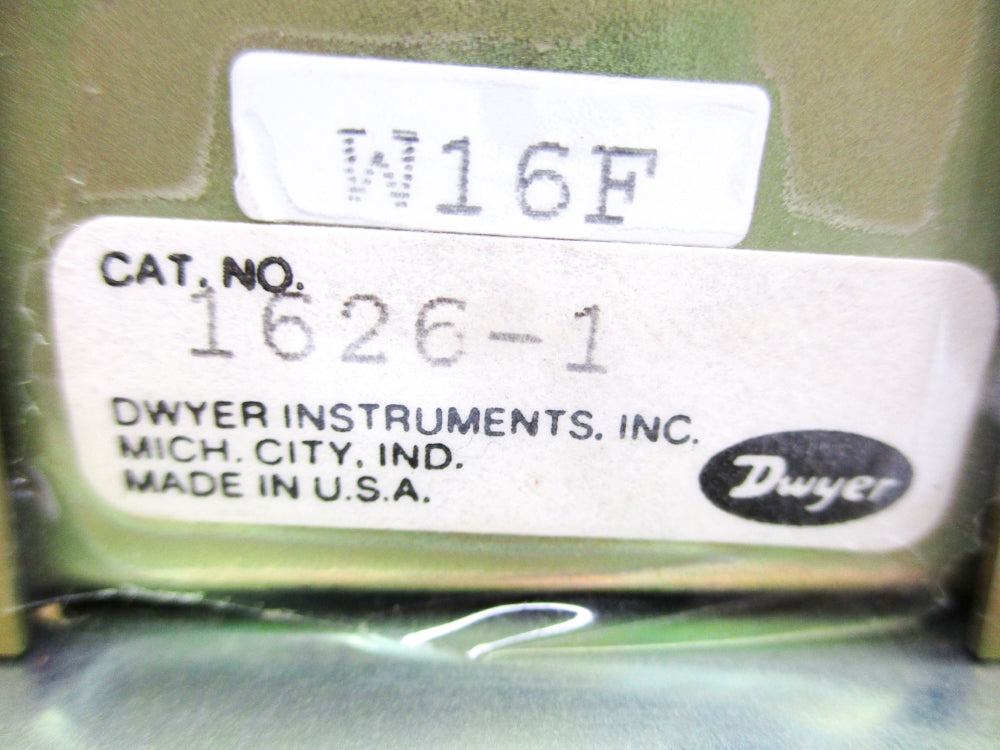 W16F
CAT. NO.
1626-1
DWYER INSTRUMENTS, INC.
MICH. CITY, IND.
MADE IN U.S.A.
Dwyer